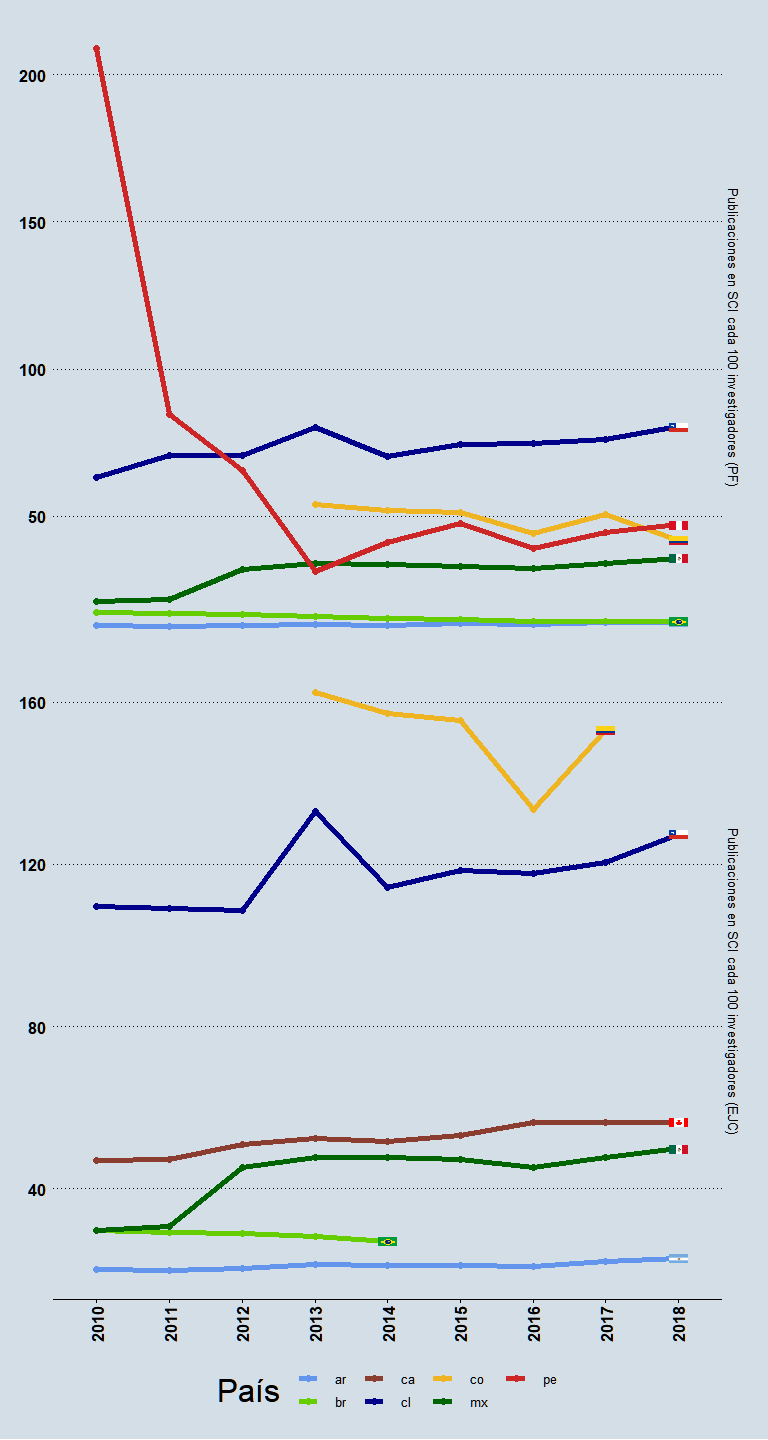 200
150
100
50
Publicaciones en SCI cada 100 investigadores (PF)
160
120
80
40
Publicaciones en SCI cada 100 investigadores (EJC)
2010 2011 2012 2013 2014 2015 2016 2017 2018
País
ar ca co pe
br cl mx